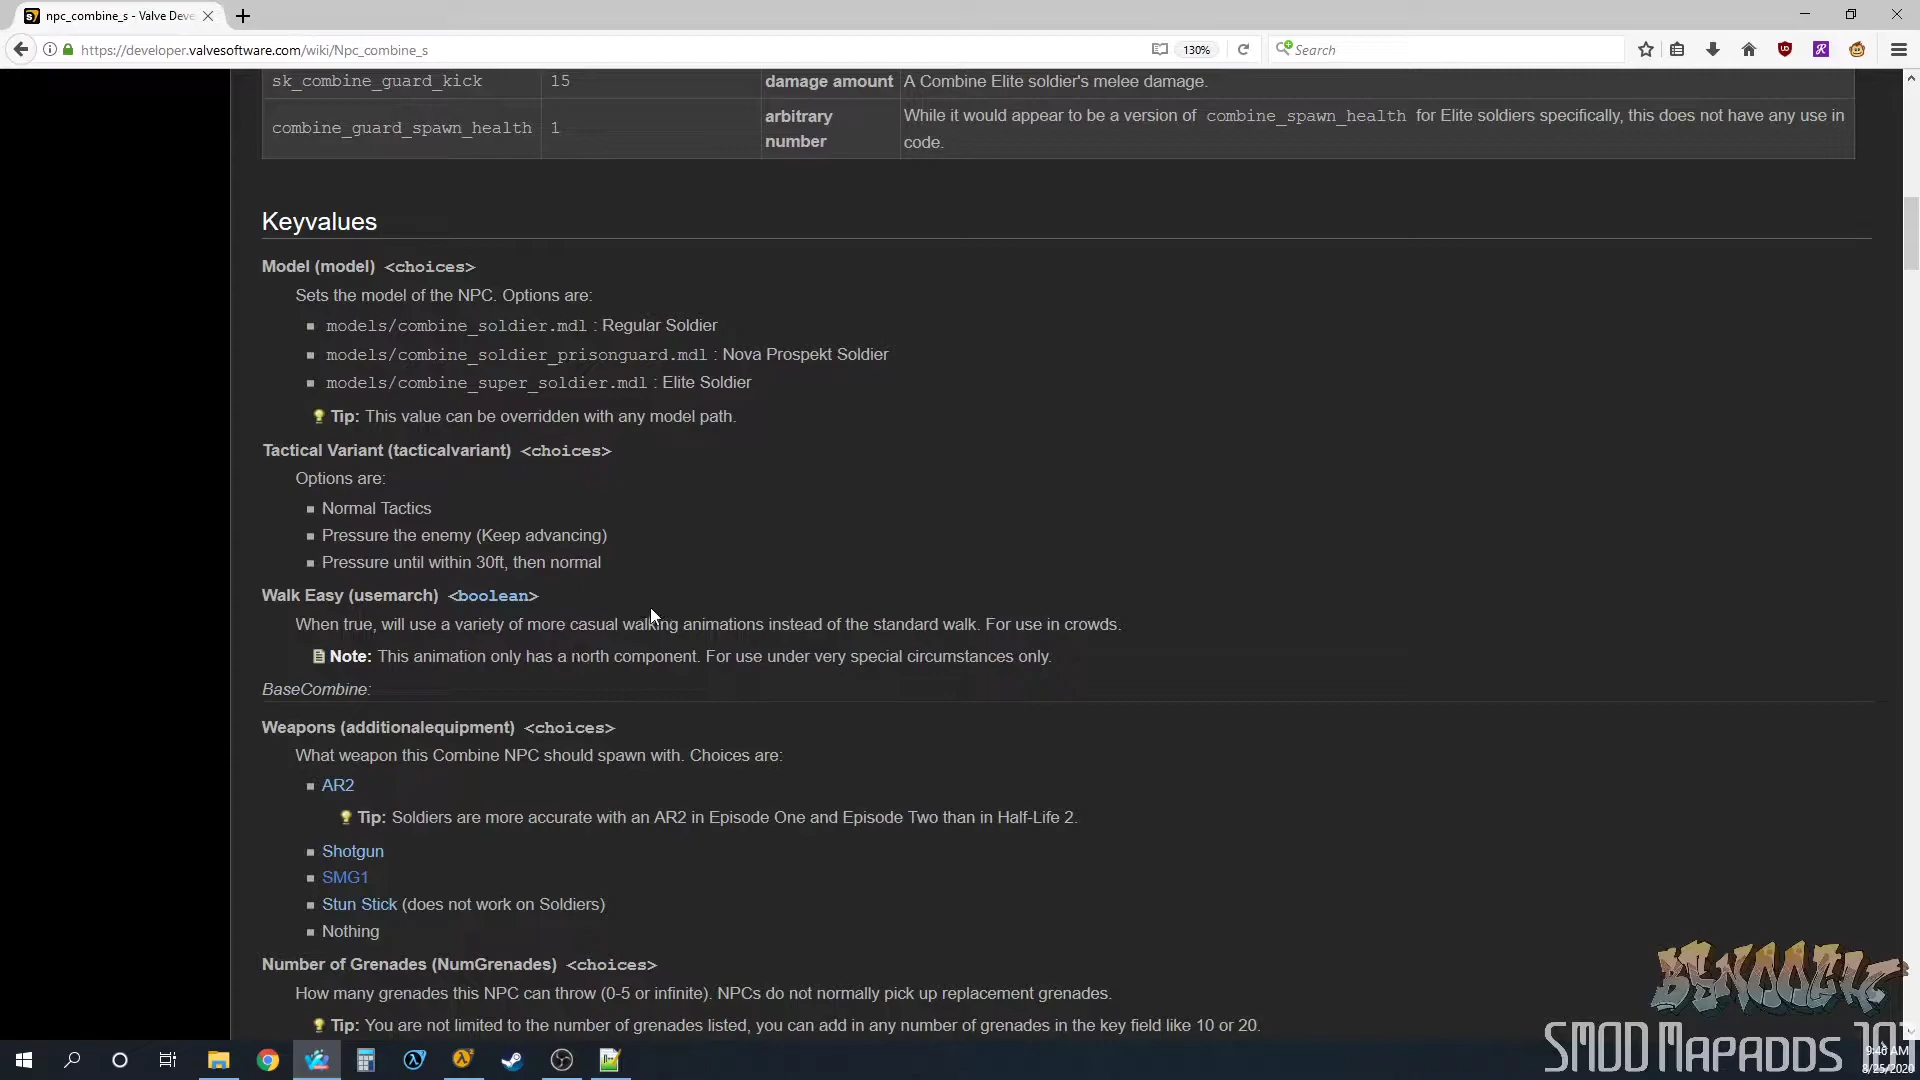 npc_combine_s - Valve Deve
https://developer.valvesoftware.com/wiki/Npc_combine_s
130%
Search
sk_combine_guard_kick 15 damage amount A Combine Elite soldier's melee damage.
combine_guard_spawn_health 1 arbitrary number While it would appear to be a version of combine_spawn_health for Elite soldiers specifically, this does not have any use in
code.
Keyvalues
Model (model) <choices>
Sets the model of the NPC. Options are:
models/combine_soldier.mdl : Regular Soldier
models/combine_soldier_prisonguard.mdl : Nova Prospekt Soldier
models/combine_super_soldier.mdl : Elite Soldier
Tip: This value can be overridden with any model path.
Tactical Variant (tacticalvariant) <choices>
Options are:
Normal Tactics
Pressure the enemy (Keep advancing)
Pressure until within 30ft, then normal
Walk Easy (usemarch) <boolean>
When true, will use a variety of more casual walking animations instead of the standard walk. For use in crowds.
Note: This animation only has a north component. For use under very special circumstances only.
BaseCombine:
Weapons (additionalequipment) <choices>
What weapon this Combine NPC should spawn with. Choices are:
AR2
Tip: Soldiers are more accurate with an AR2 in Episode One and Episode Two than in Half-Life 2.
Shotgun
SMG1
Stun Stick (does not work on Soldiers)
Nothing
Number of Grenades (NumGrenades) <choices>
How many grenades this NPC can throw (0-5 or infinite). NPCs do not normally pick up replacement grenades.
Tip: You are not limited to the number of grenades listed, you can add in any number of grenades in the key field like 10 or 20.
SMOD Mapadds 101
9:46 AM
8/25/2020